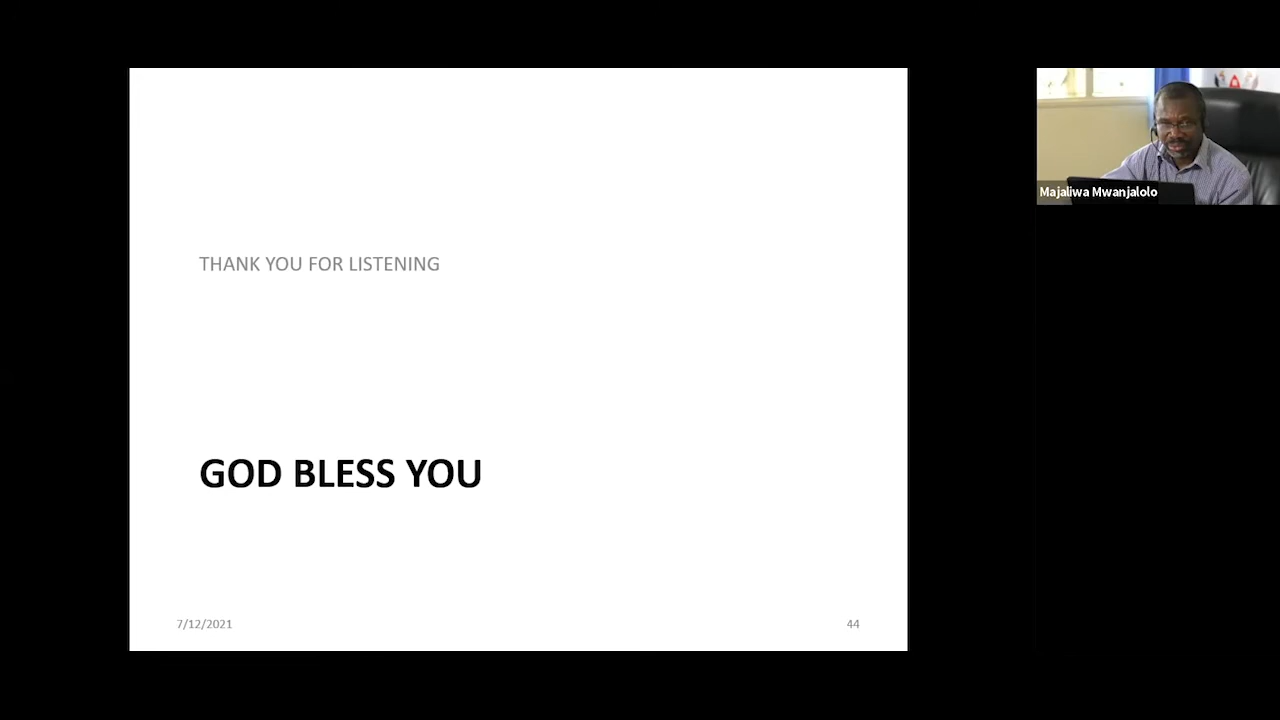 THANK YOU FOR LISTENING
GOD BLESS YOU
7/12/2021
44
Majaliwa Mwanjalolo